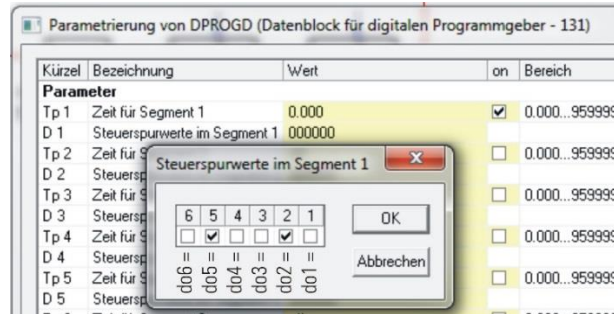 Parametrierung von DPROGD (Datenblock für digitalen Programmgeber - 131)
Kürzel Bezeichnung Wert on Bereich
Parameter
Tp 1 Zeit für Segment 1 0.000 0.000...959999
D 1 Steuerspurwerte im Segment 1 000000
Tp 2 Zeit für 0.000...959999
D 2
Tp 3 Zeit für 0.000...959999
D 3
Tp 4 Zeit für 0.000...959999
D 4
Tp 5 Zeit für 0.000...959999
D 5
Steuerspurwerte im Segment 1
6 5 4 3 2 1
do6 = do5 = do4 = do3 = do2 = do1 =
OK
Abbrechen